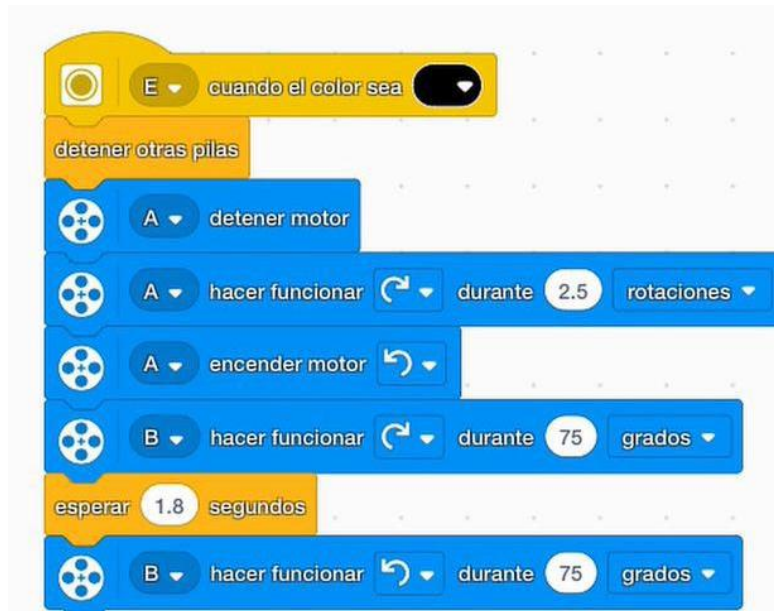 E cuando el color sea
detener otras pilas
A detener motor
A hacer funcionar durante 2.5 rotaciones
A encender motor
B hacer funcionar durante 75 grados
esperar 1.8 segundos
B hacer funcionar durante 75 grados